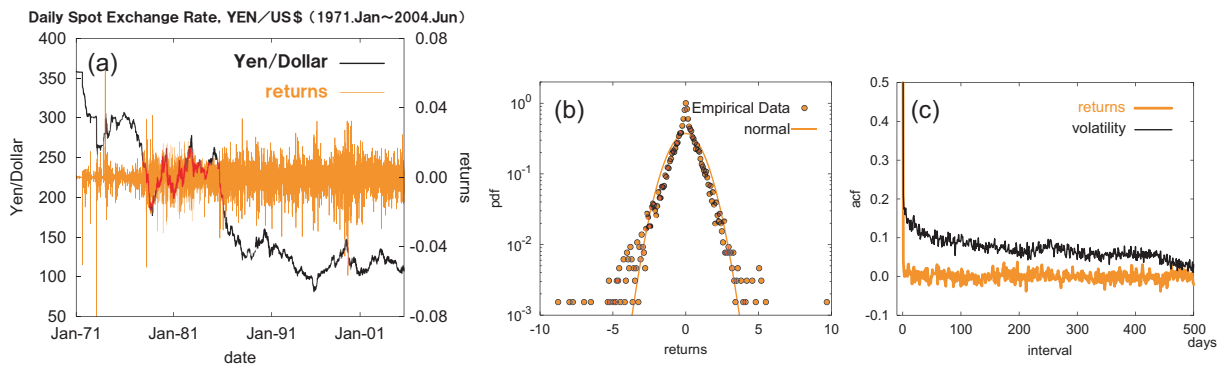 Daily Spot Exchange Rate, YEN／US$（1971.Jan～2004.Jun）
(a)
Yen/Dollar
returns
400
350
300
250
200
150
100
50
0.08
0.04
0.00
-0.04
-0.08
Jan-71
Jan-81
Jan-91
Jan-01
date
Yen/Dollar
returns
(b)
Empirical Data
normal
10^0
10^-1
10^-2
10^-3
-10
-5
0
5
10
returns
pdf
(c)
returns
volatility
0.5
0.4
0.3
0.2
0.1
0.0
-0.1
0
100
200
300
400
500
days
interval
acf